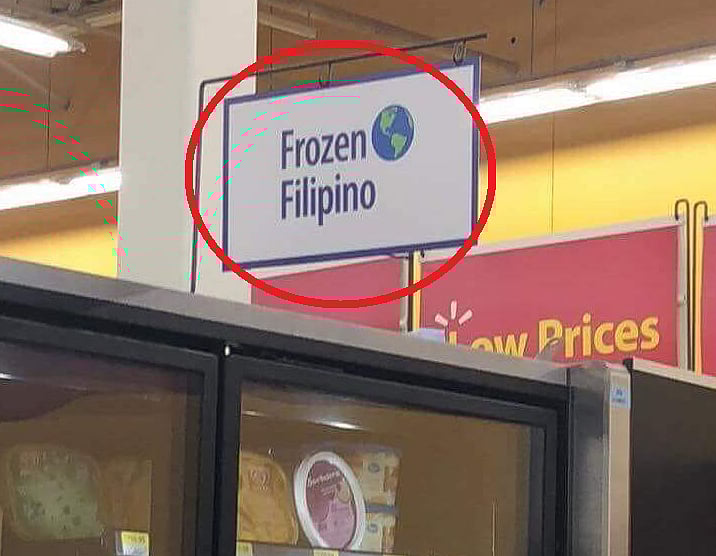 Frozen
Filipino
Low Prices